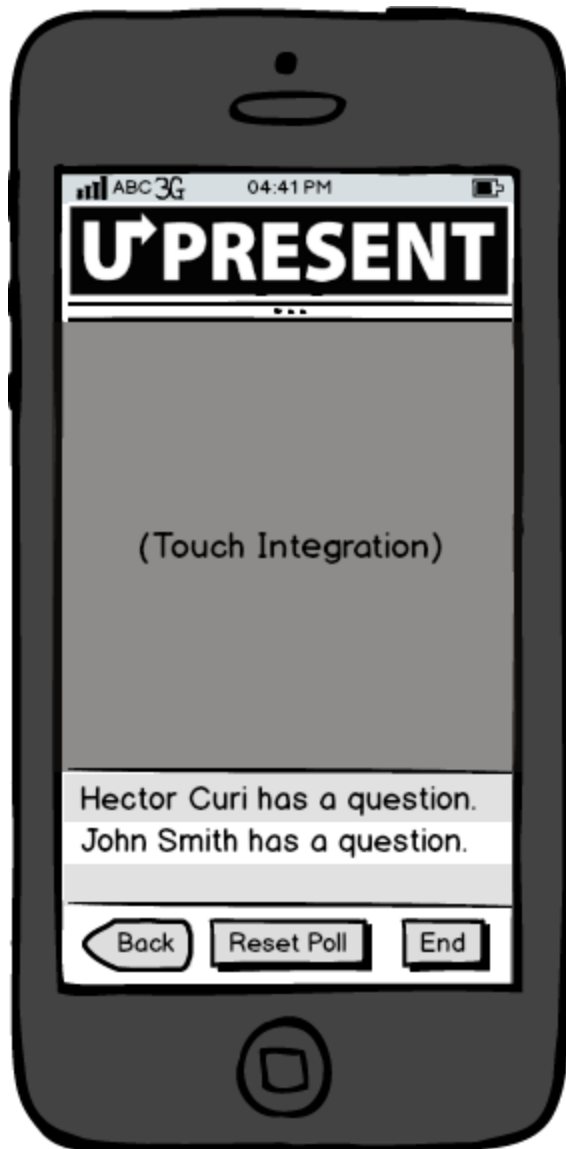 ABC 3G 04:41 PM
U PRESENT
...
(Touch Integration)
Hector Curi has a question.
John Smith has a question.
Back Reset Poll End